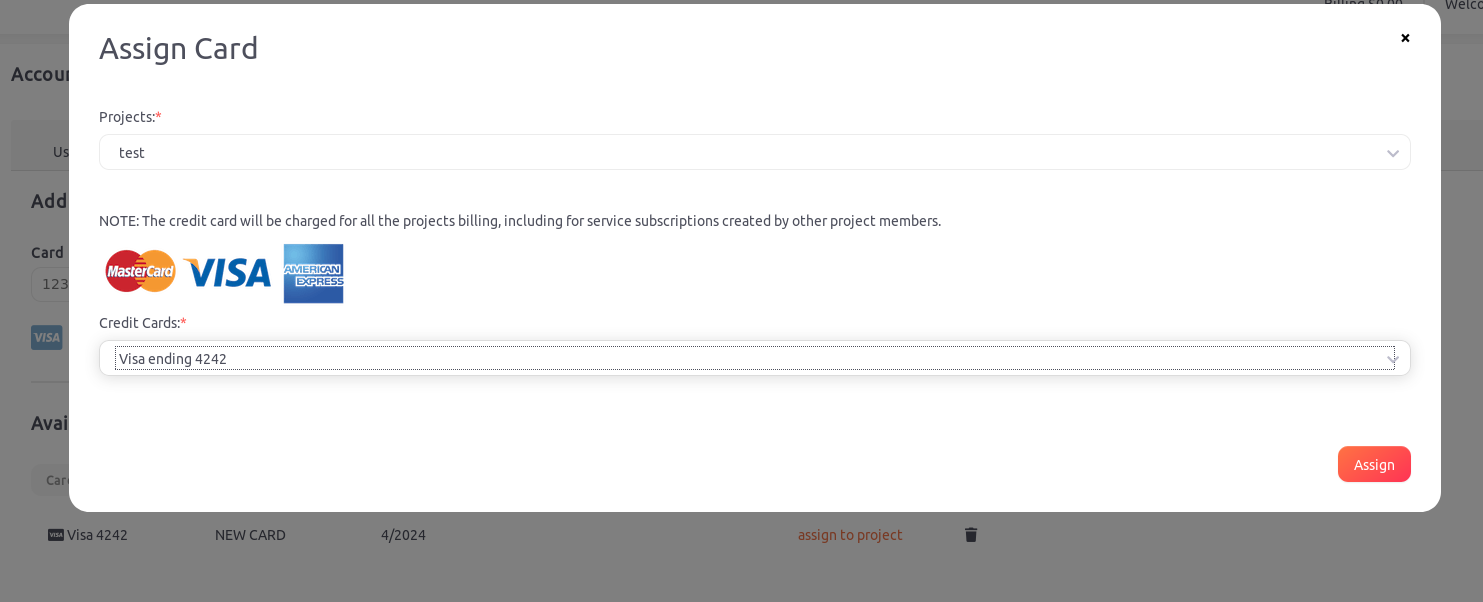 Billing $0.00
Welco
Assign Card
×
Accoun
Projects:*
test
Us
Add
NOTE: The credit card will be charged for all the projects billing, including for service subscriptions created by other project members.
Card
MasterCard VISA AMERICAN EXPRESS
123
Credit Cards:*
VISA
Visa ending 4242
Avai
Assign
Card
VISA Visa 4242 NEW CARD 4/2024 assign to project